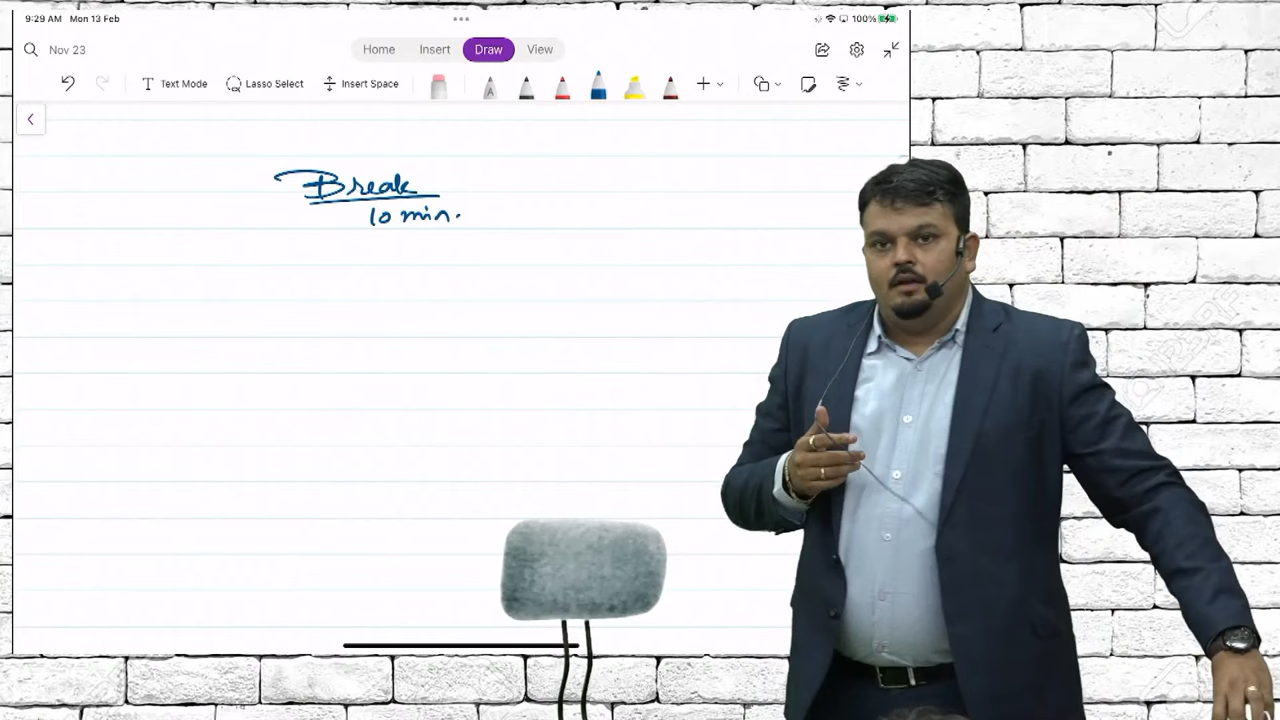 9:29 AM Mon 13 Feb
100%
Nov 23
Home Insert Draw View
Text Mode Lasso Select Insert Space
A
Break
10 min.